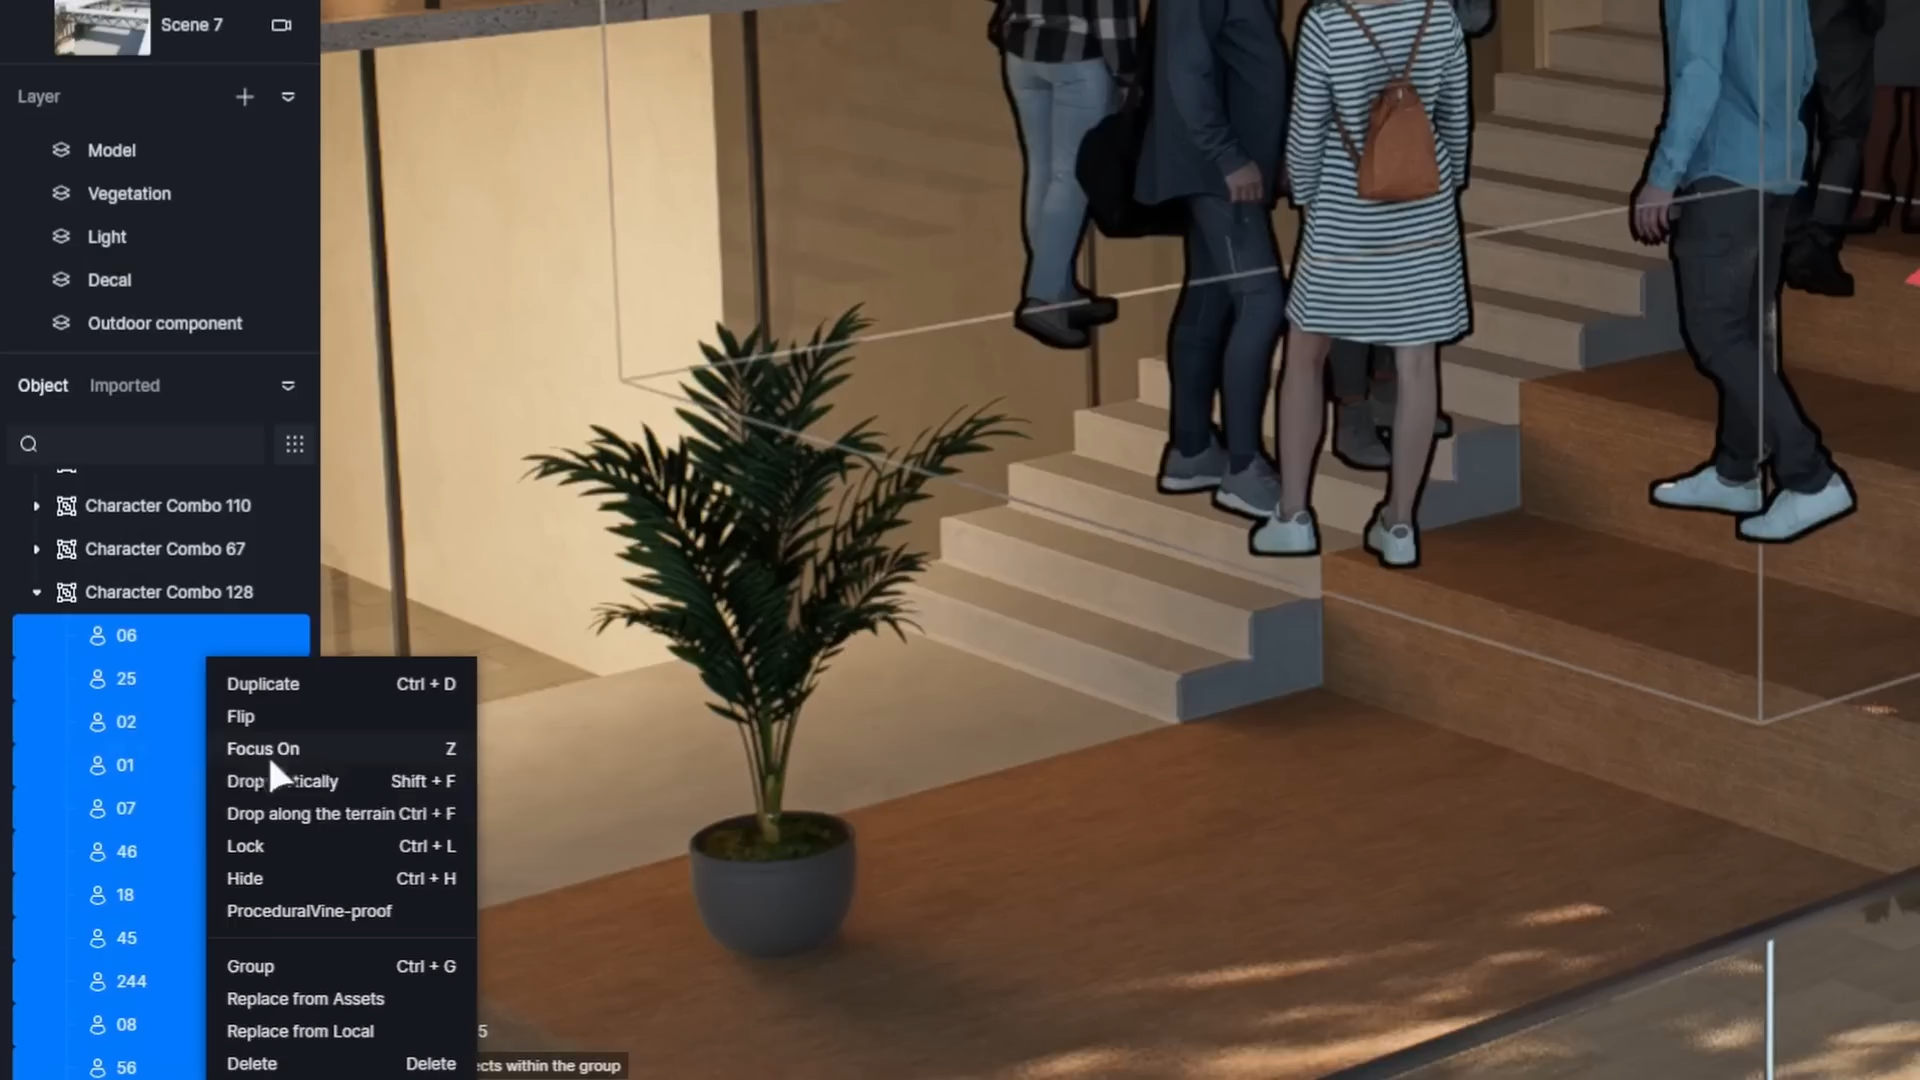 Scene 7
Layer
Model
Vegetation
Light
Decal
Outdoor component
Object Imported
Character Combo 110
Character Combo 67
Character Combo 128
06
25
02
01
07
46
18
45
244
08
56
Duplicate Ctrl + D
Flip
Focus On Z
Drop tically Shift + F
Drop along the terrain Ctrl + F
Lock Ctrl + L
Hide Ctrl + H
ProceduralVine-proof
Group Ctrl + G
Replace from Assets
Replace from Local
Delete Delete
5
ects within the group